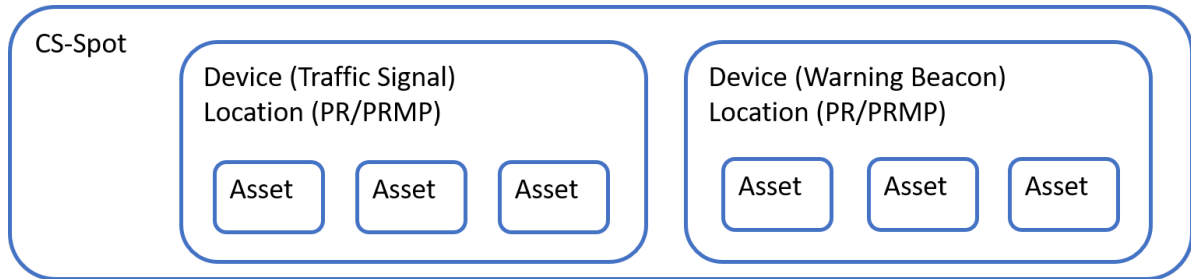 CS-Spot
Device (Traffic Signal)
Location (PR/PRMP)
Asset
Asset
Asset
Device (Warning Beacon)
Location (PR/PRMP)
Asset
Asset
Asset